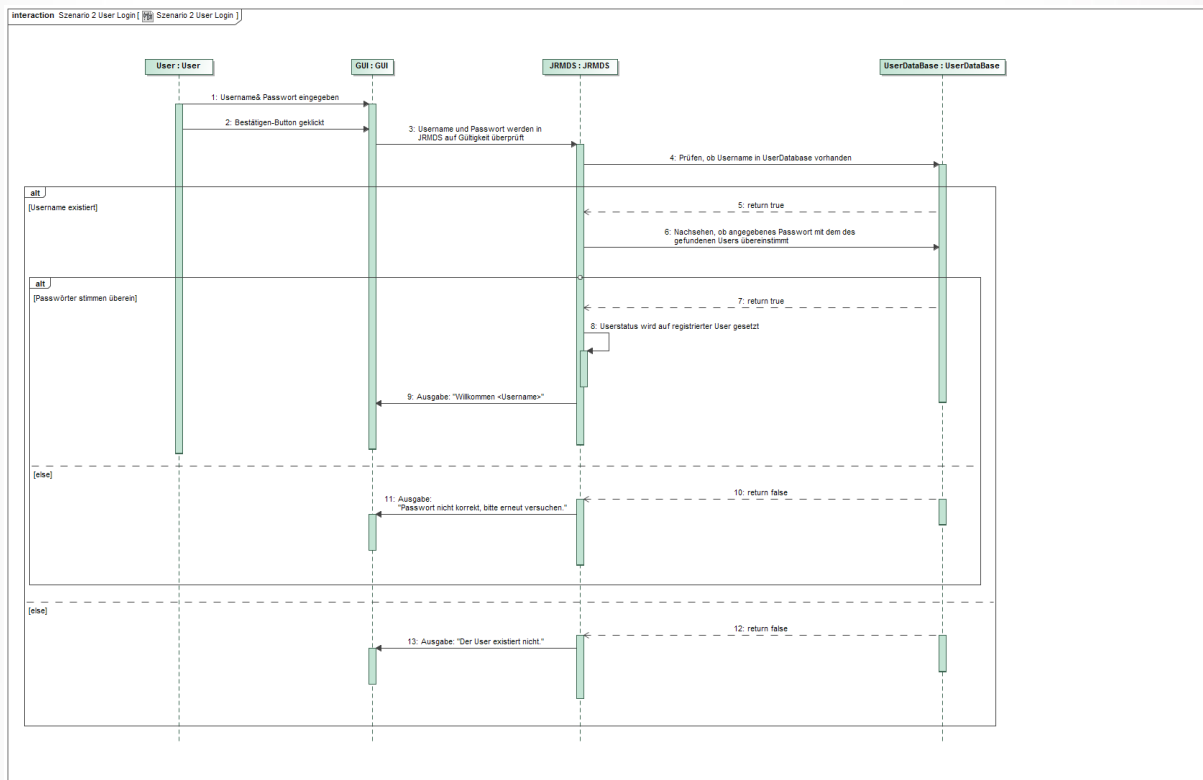 interaction Szenario 2 User Login [ Szenario 2 User Login ]
User : User
GUI : GUI
JRMDS : JRMDS
UserDataBase : UserDataBase
1: Username& Passwort eingegeben
2: Bestätigen-Button geklickt
3: Username und Passwort werden in
JRMDS auf Gültigkeit überprüft
4: Prüfen, ob Username in UserDatabase vorhanden
alt
[Username existiert]
5: return true
6: Nachsehen, ob angegebenes Passwort mit dem des
gefundenen Users übereinstimmt
alt
[Passwörter stimmen überein]
7: return true
8: Userstatus wird auf registrierter User gesetzt
9: Ausgabe: "Willkommen <Username>"
[else]
10: return false
11: Ausgabe:
"Passwort nicht korrekt, bitte erneut versuchen."
[else]
12: return false
13: Ausgabe: "Der User existiert nicht."